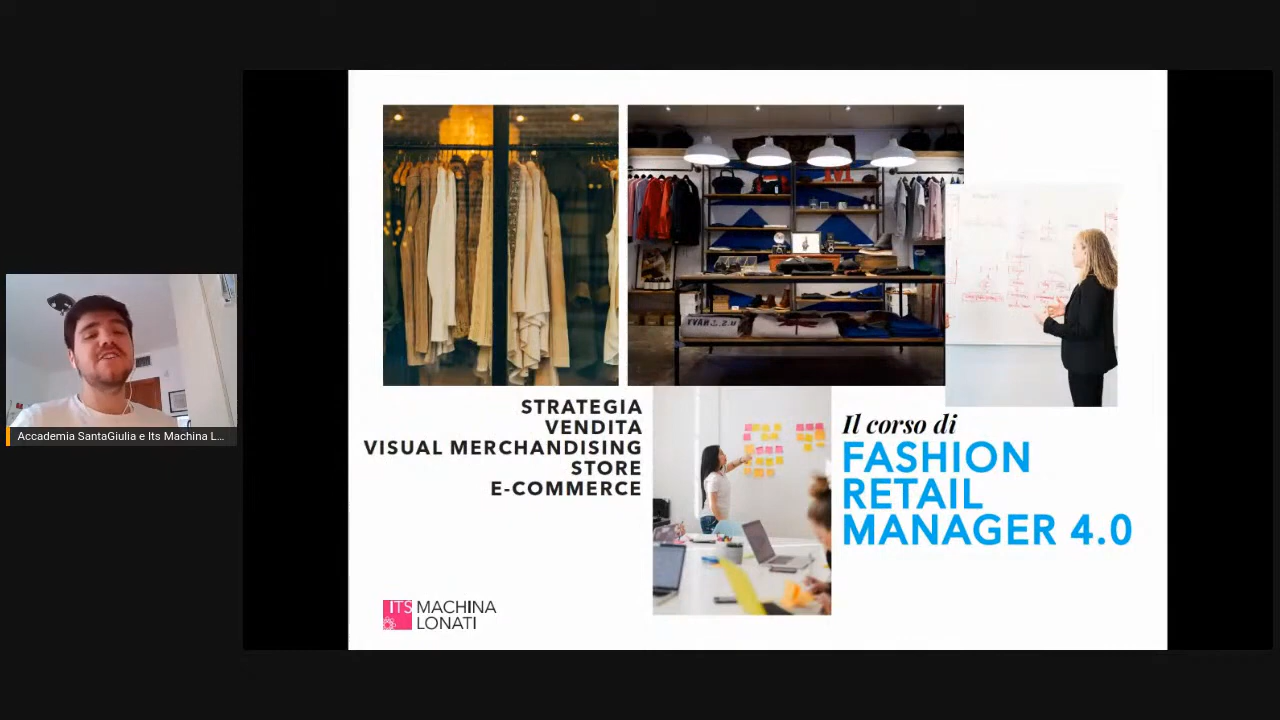 Accademia SantaGiulia e Its Machina L...
STRATEGIA
VENDITA
VISUAL MERCHANDISING
STORE
E-COMMERCE
Il corso di
FASHION
RETAIL
MANAGER 4.0
ITS MACHINA
LONATI